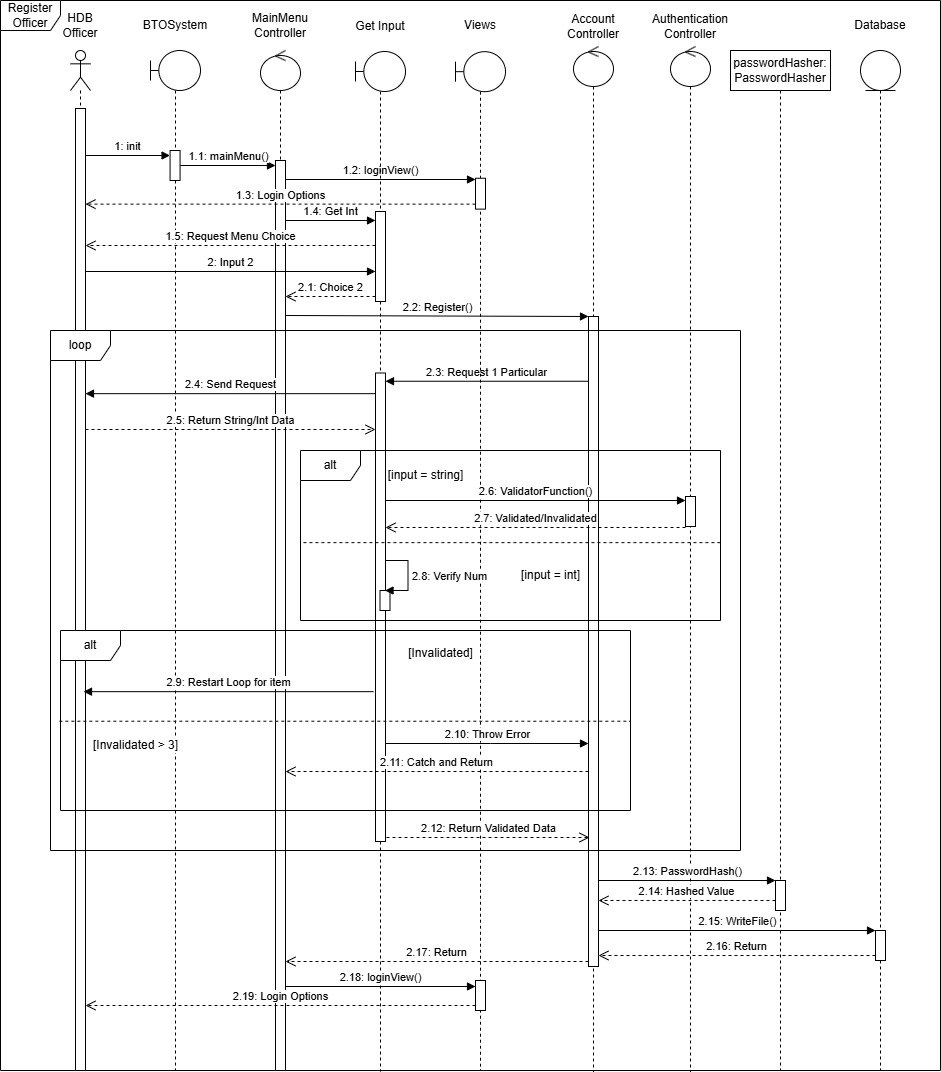 Register
Officer
HDB
Officer
BTOSystem
MainMenu
Controller
Get Input
Views
Account
Controller
Authentication
Controller
passwordHasher:
PasswordHasher
Database
1: init
1.1: mainMenu()
1.2: loginView()
1.3: Login Options
1.4: Get Int
1.5: Request Menu Choice
2: Input 2
2.1: Choice 2
2.2: Register()
loop
2.3: Request 1 Particular
2.4: Send Request
2.5: Return String/Int Data
alt
[input = string]
2.6: ValidatorFunction()
2.7: Validated/Invalidated
2.8: Verify Num
[input = int]
alt
[Invalidated]
2.9: Restart Loop for item
2.10: Throw Error
[Invalidated > 3]
2.11: Catch and Return
2.12: Return Validated Data
2.13: PasswordHash()
2.14: Hashed Value
2.15: WriteFile()
2.16: Return
2.17: Return
2.18: loginView()
2.19: Login Options